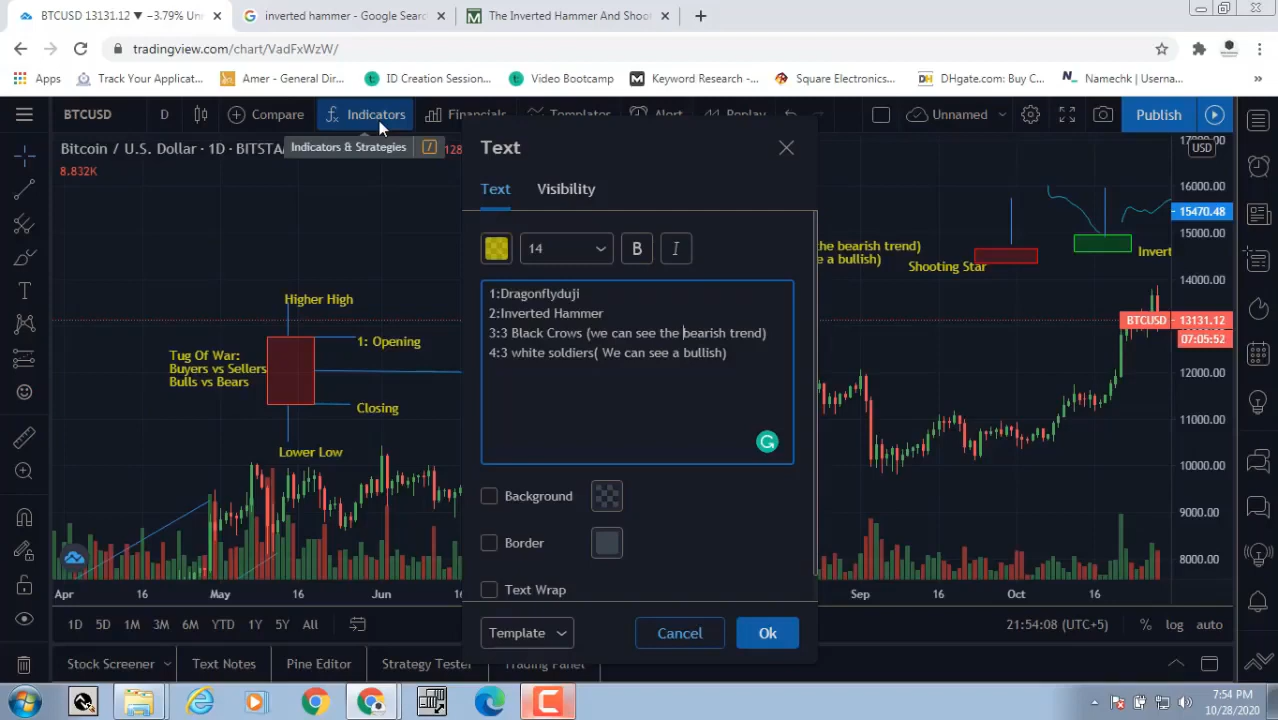 BTCUSD 13131.12 ▼ −3.79% Unn
inverted hammer - Google Sear
The Inverted Hammer And Shoo
tradingview.com/chart/VadFxWzW/
Apps
Track Your Applicat...
Amer - General Dir...
ID Creation Session...
Video Bootcamp
Keyword Research -...
Square Electronics...
DHgate.com: Buy C...
Namechk | Userna...
»
BTCUSD
D
Compare
Indicators
Financials
Templates
Alert
Replay
Unnamed
Publish
Bitcoin / U.S. Dollar · 1D · BITSTA
Indicators & Strategies
/
128
8.832K
Text
Text
Visibility
14
B
I
1:Dragonflyduji
2:Inverted Hammer
3:3 Black Crows (we can see the bearish trend)
4:3 white soldiers( We can see a bullish)
Background
Border
Text Wrap
Template
Cancel
Ok
Higher High
1: Opening
Tug Of War:
Buyers vs Sellers
Bulls vs Bears
Closing
Lower Low
the bearish trend)
e a bullish)
Shooting Star
Invert
USD
17000.00
16000.00
15470.48
15000.00
14000.00
BTCUSD
13131.12
07:05:52
12000.00
11000.00
10000.00
9000.00
8000.00
Apr
16
May
16
Jun
Sep
16
Oct
16
1D
5D
1M
3M
6M
YTD
1Y
5Y
All
21:54:08 (UTC+5)
%
log
auto
Stock Screener
Text Notes
Pine Editor
Strategy Tester
Trading Panel
7:54 PM
10/28/2020